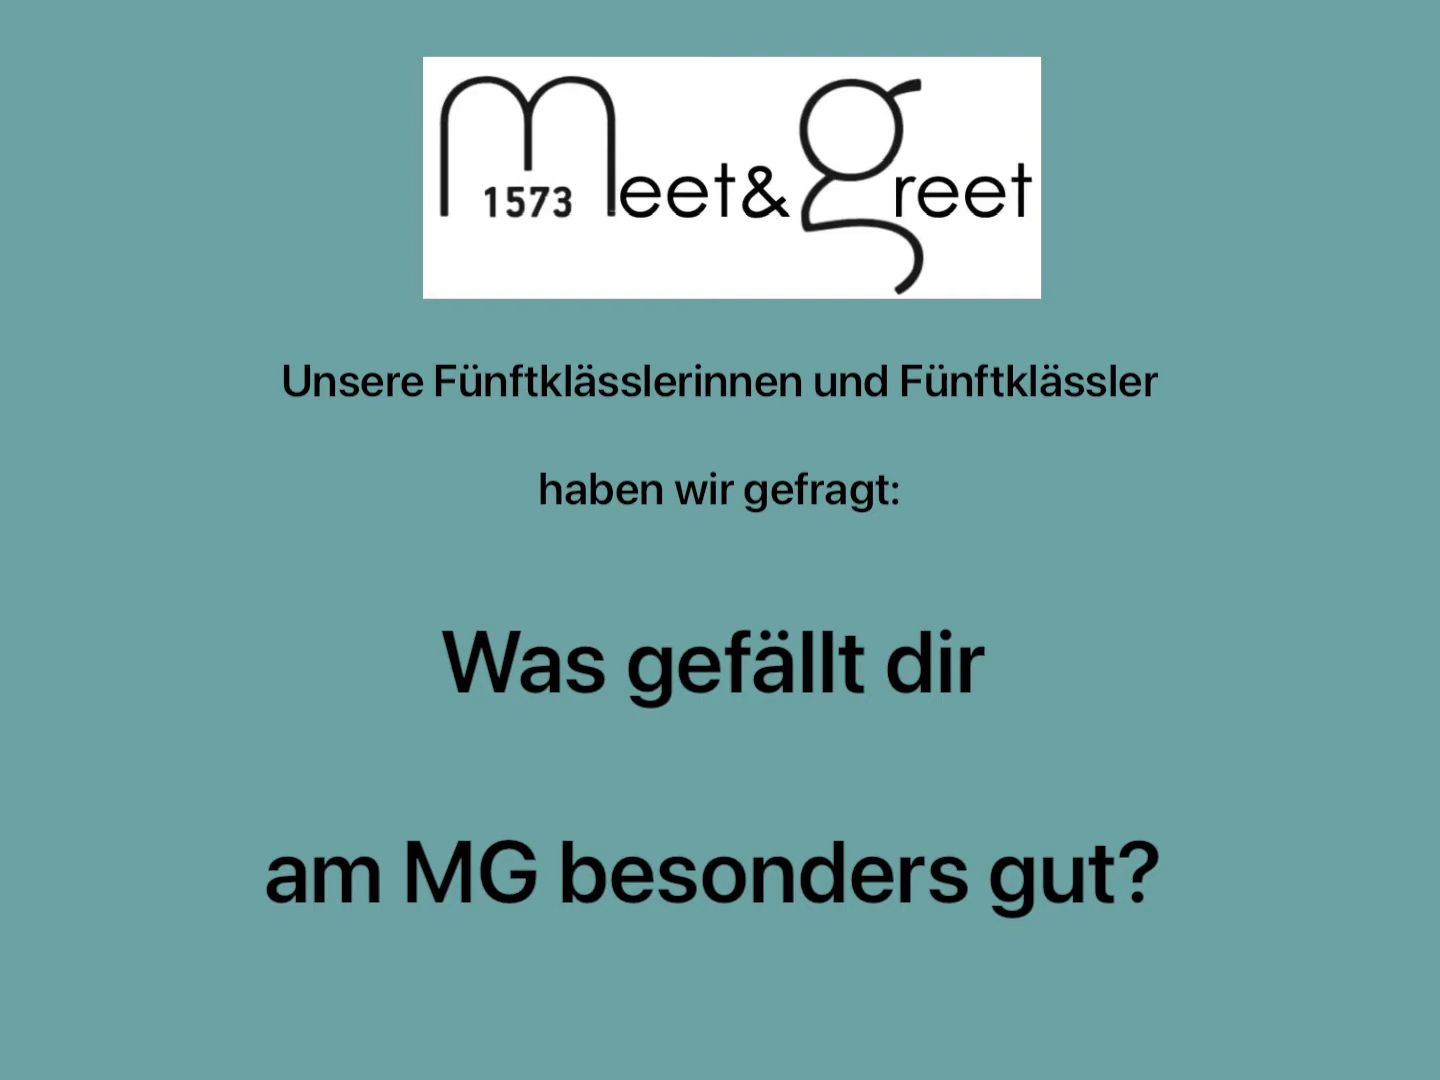 meet&greet
1573
Unsere Fünftklässlerinnen und Fünftklässler
haben wir gefragt:
Was gefällt dir
am MG besonders gut?